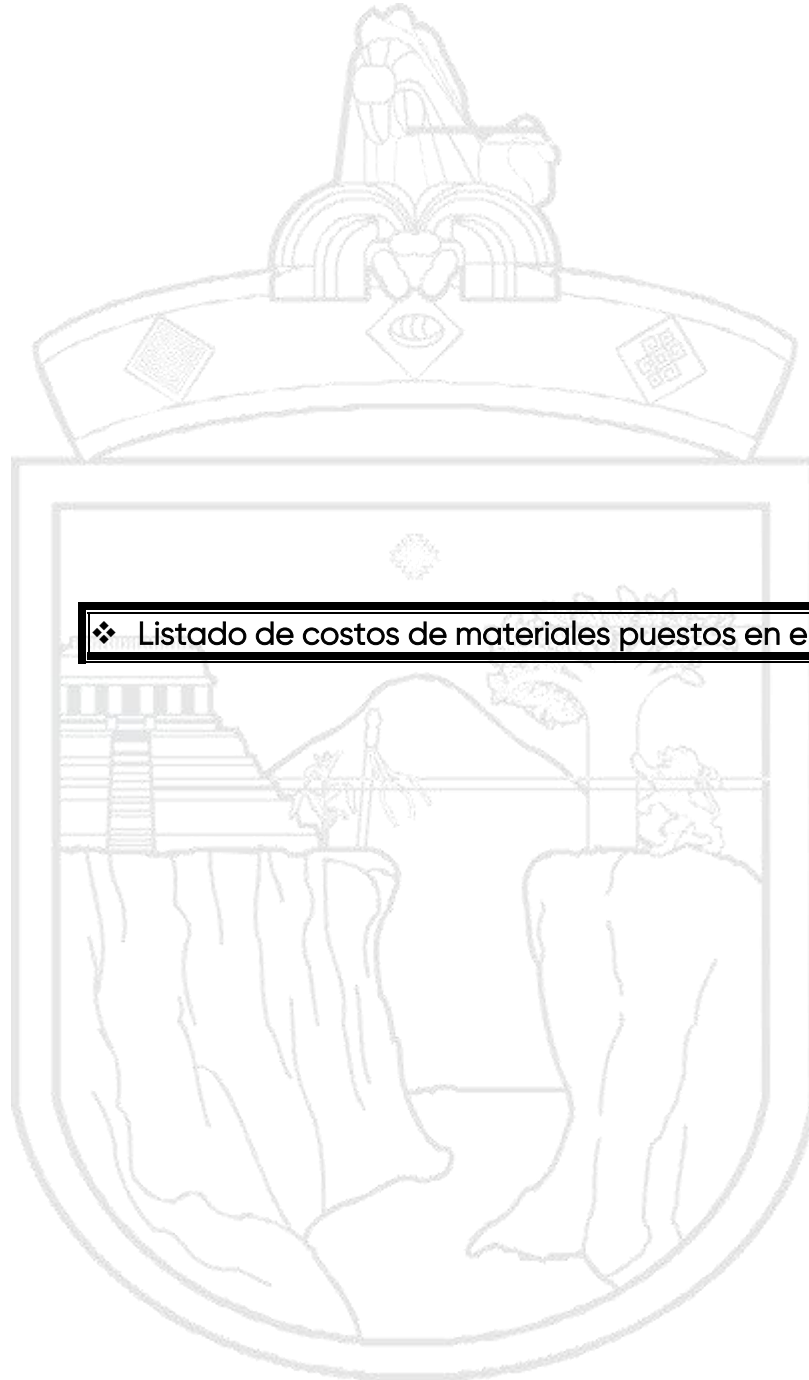 ❖ Listado de costos de materiales puestos en e